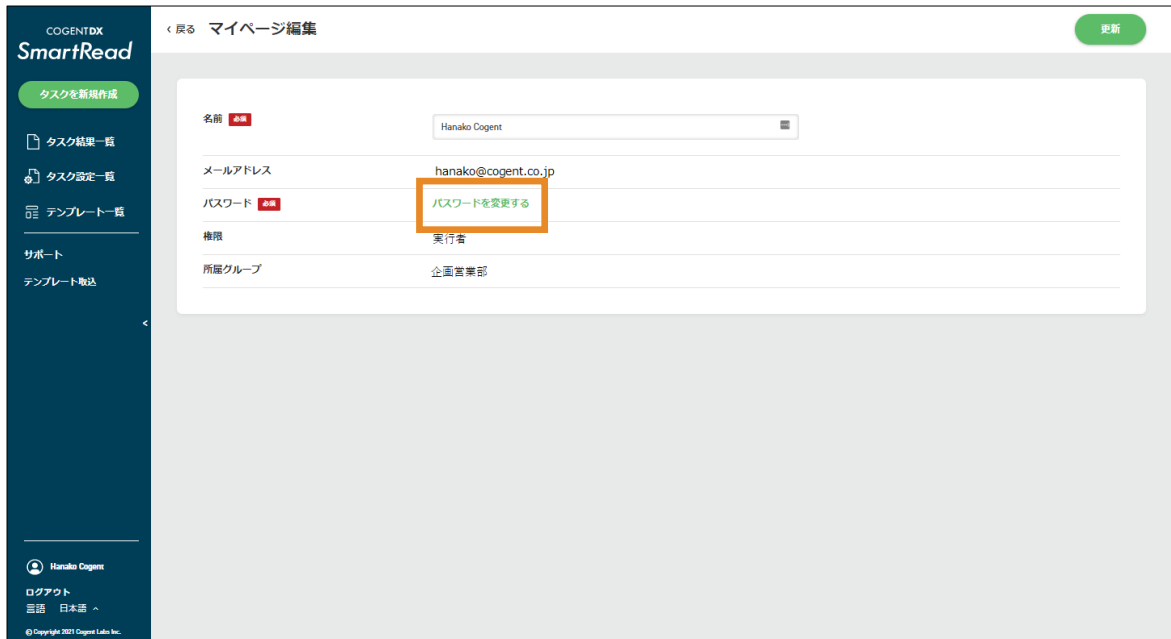 COGENTDX
SmartRead
タスクを新規作成
タスク結果一覧
タスク設定一覧
テンプレート一覧
サポート
テンプレート取込
<
Hanako Cogent
ログアウト
言語 日本語 ^
© Copyright 2021 Cogent Labs Inc.
< 戻る マイページ編集
更新
名前 必須 Hanako Cogent
メールアドレス hanako@cogent.co.jp
パスワード 必須 パスワードを変更する
権限 実行者
所属グループ 企画営業部